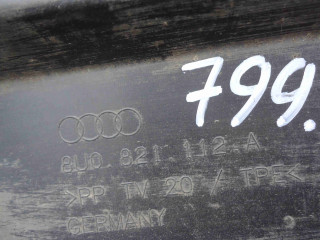 799.
8U0 821 112 A
>PP TV 20 / TPE<
GERMANY